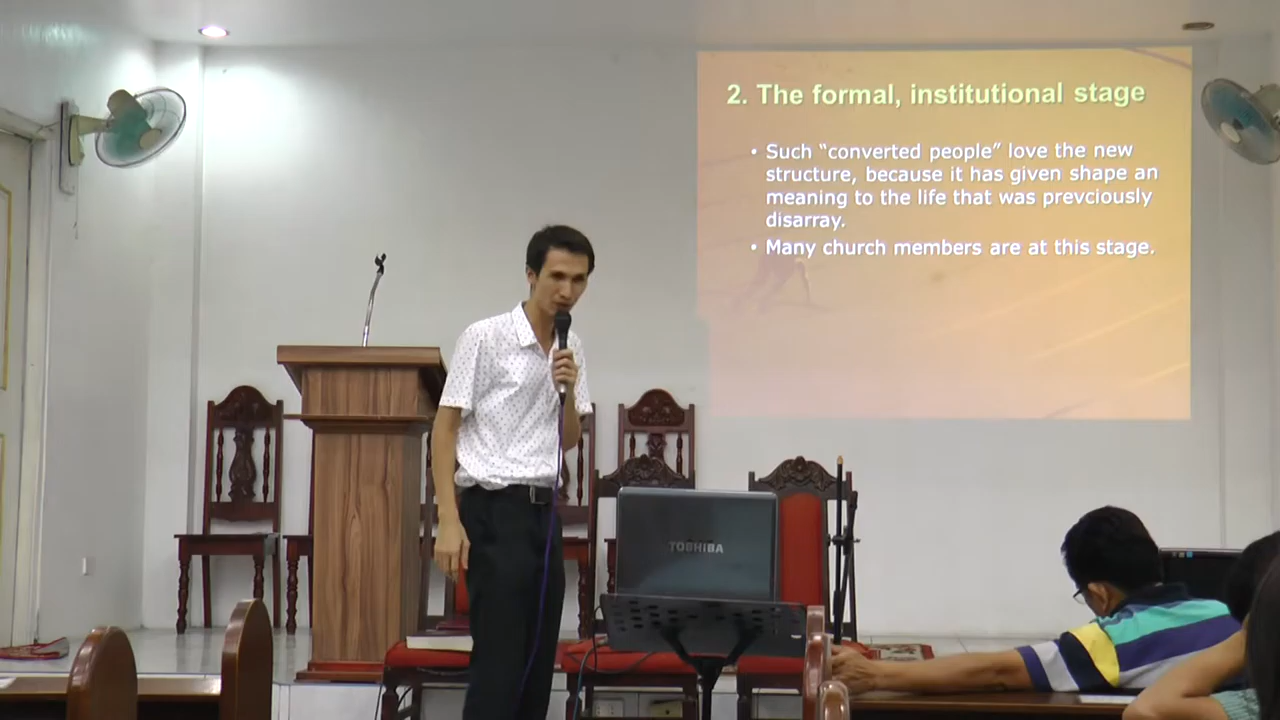 2. The formal, institutional stage
• Such “converted people” love the new
structure, because it has given shape an
meaning to the life that was prevciously
disarray.
• Many church members are at this stage.
TOSHIBA